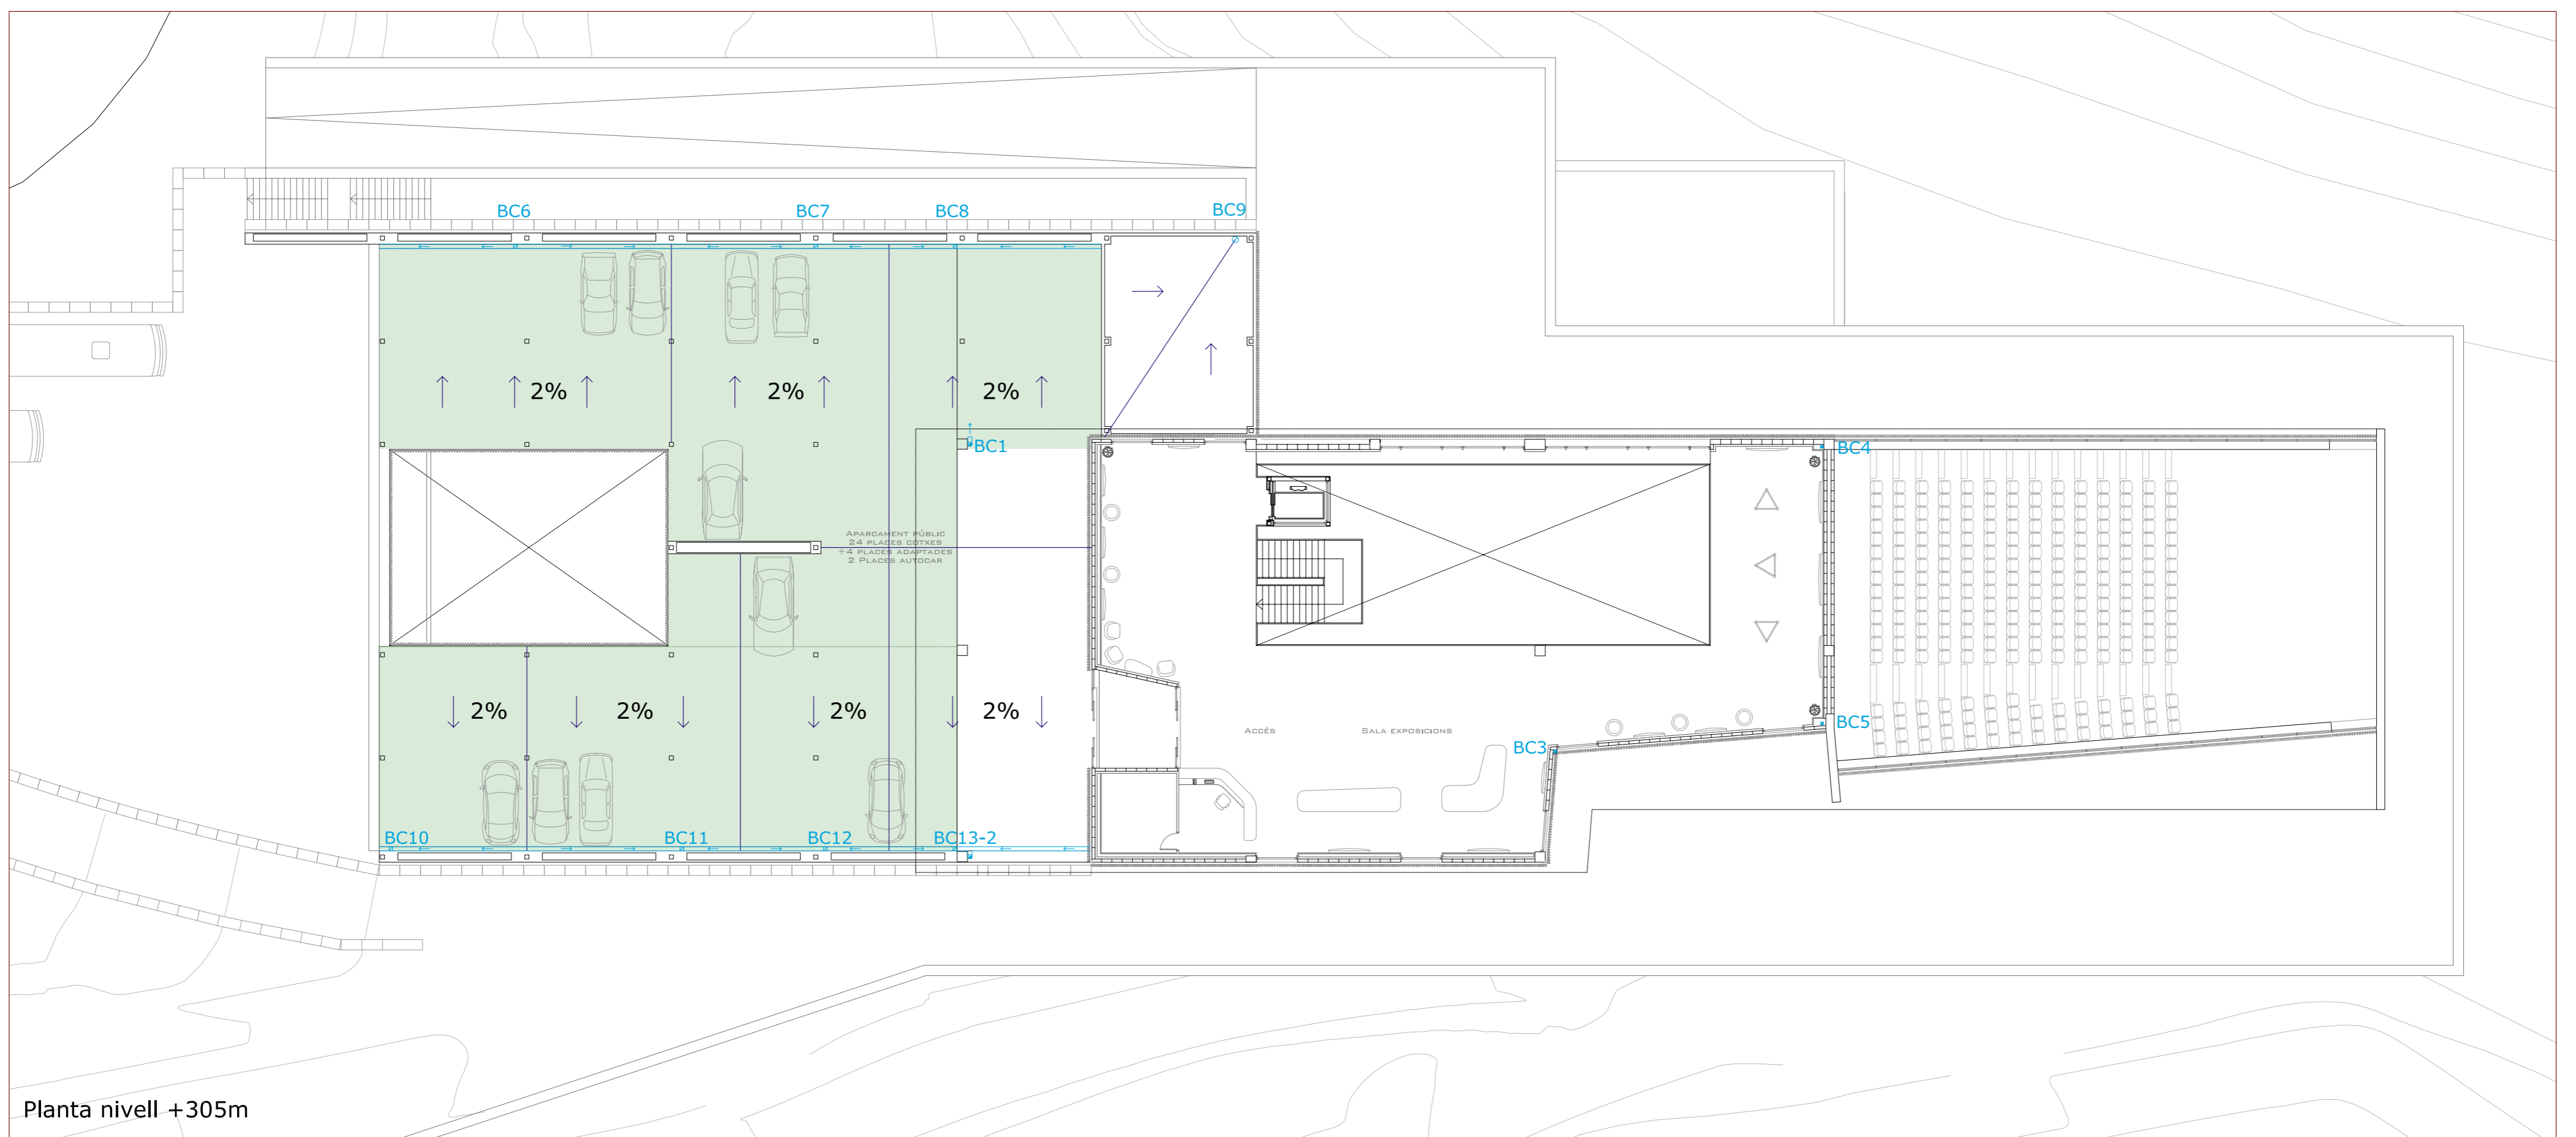 BC6
BC7
BC8
BC9
2%
2%
2%
BC1
BC4
Aparcament públic
24 places cotxes
+4 places adaptades
2 Places autocar
2%
2%
2%
2%
Accés
Sala exposicions
BC5
BC3
BC10
BC11
BC12
BC13-2
Planta nivell +305m